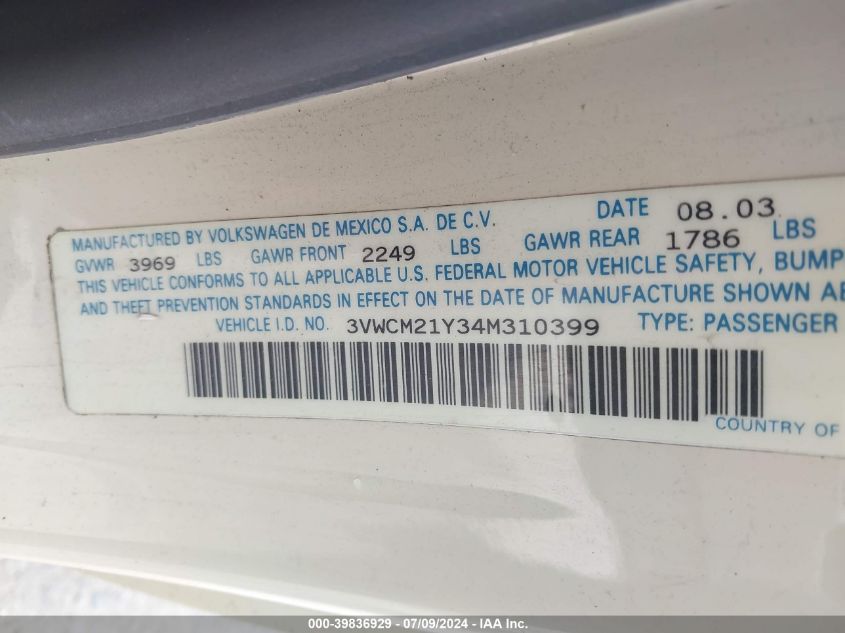 MANUFACTURED BY VOLKSWAGEN DE MEXICO S.A. DE C.V. DATE 08.03
GVWR 3969 LBS GAWR FRONT 2249 LBS GAWR REAR 1786 LBS
THIS VEHICLE CONFORMS TO ALL APPLICABLE U.S. FEDERAL MOTOR VEHICLE SAFETY, BUMP
AND THEFT PREVENTION STANDARDS IN EFFECT ON THE DATE OF MANUFACTURE SHOWN AB
VEHICLE I.D. NO. 3VWCM21Y34M310399 TYPE: PASSENGER
COUNTRY OF
000-39836929 - 07/09/2024 - IAA Inc.